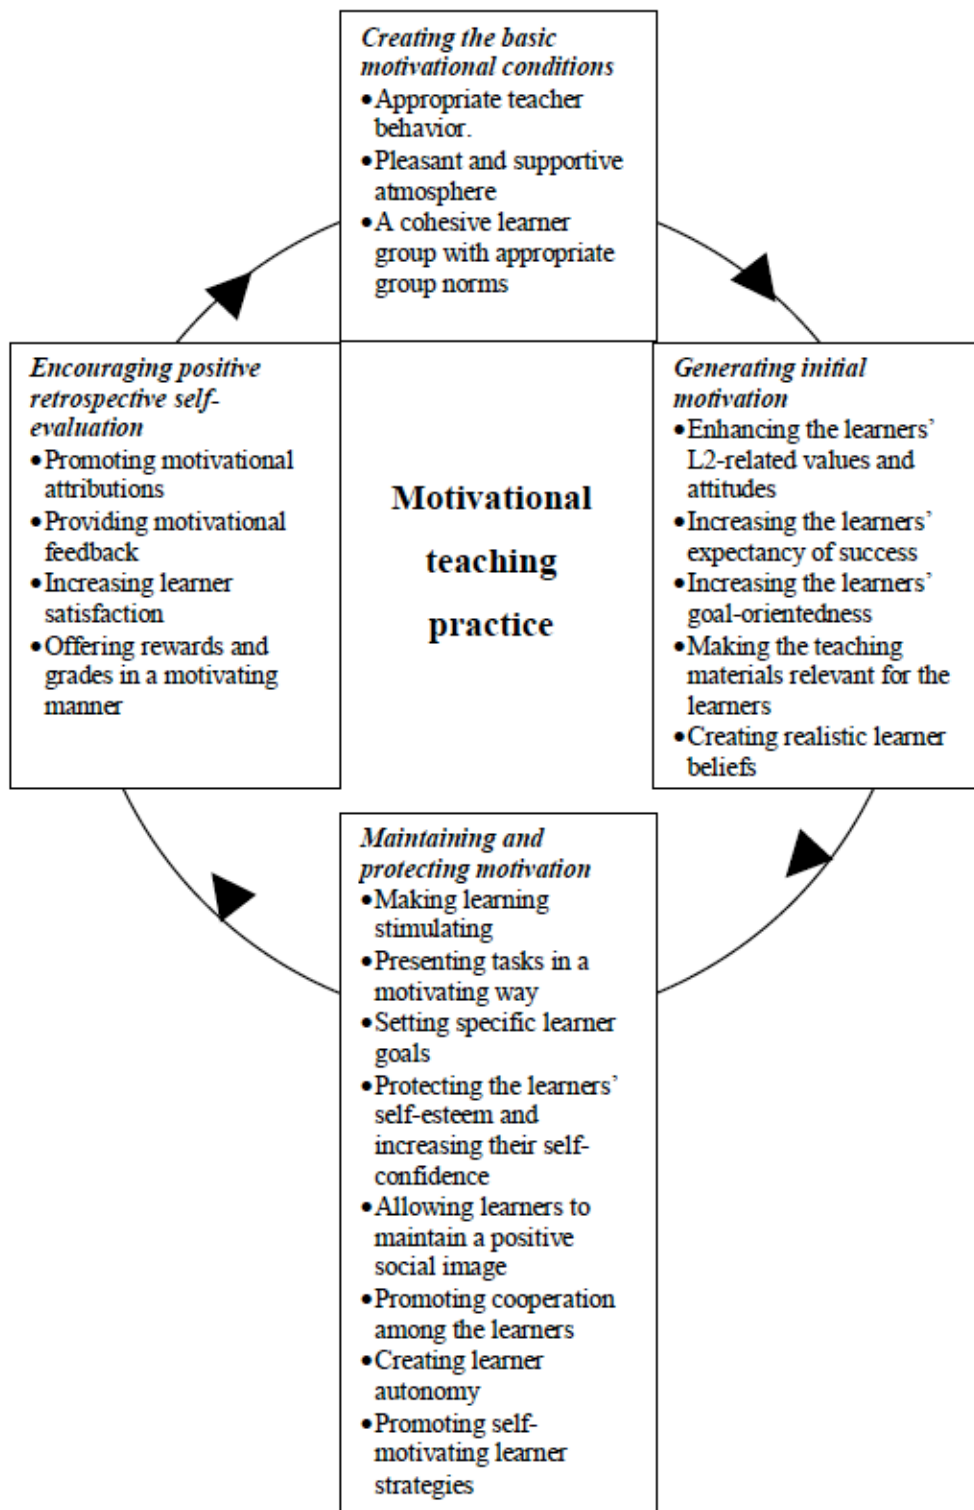 Creating the basic
motivational conditions
•Appropriate teacher
behavior.
•Pleasant and supportive
atmosphere
•A cohesive learner
group with appropriate
group norms
Encouraging positive
retrospective self-
evaluation
•Promoting motivational
attributions
•Providing motivational
feedback
•Increasing learner
satisfaction
•Offering rewards and
grades in a motivating
manner
Motivational
teaching
practice
Generating initial
motivation
•Enhancing the learners’
L2-related values and
attitudes
•Increasing the learners’
expectancy of success
•Increasing the learners’
goal-orientedness
•Making the teaching
materials relevant for the
learners
•Creating realistic learner
beliefs
Maintaining and
protecting motivation
•Making learning
stimulating
•Presenting tasks in a
motivating way
•Setting specific learner
goals
•Protecting the learners’
self-esteem and
increasing their self-
confidence
•Allowing learners to
maintain a positive
social image
•Promoting cooperation
among the learners
•Creating learner
autonomy
•Promoting self-
motivating learner
strategies